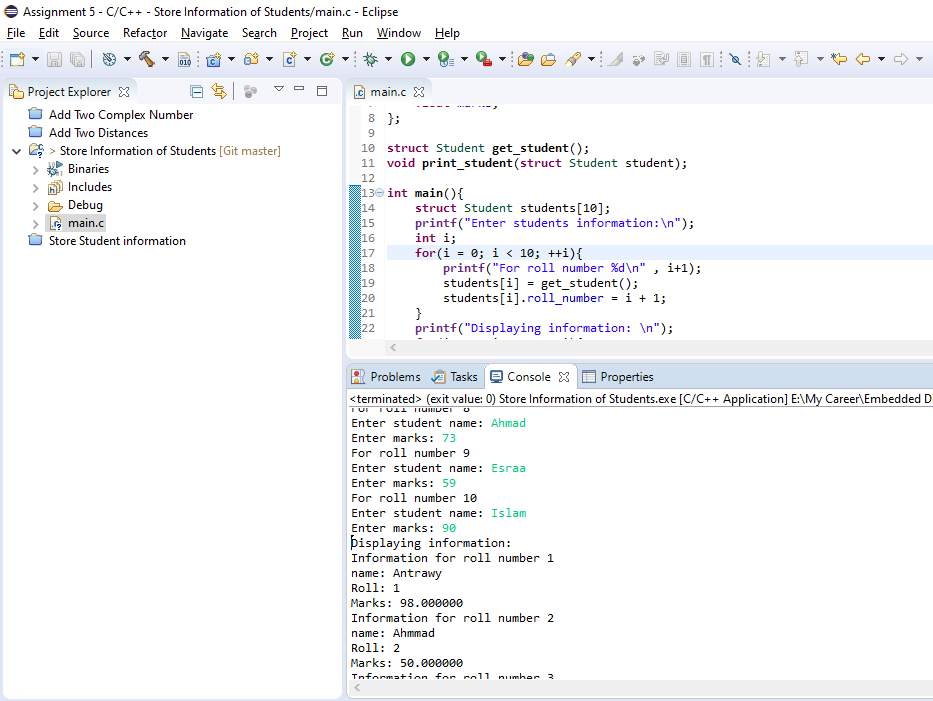 Assignment 5 - C/C++ - Store Information of Students/main.c - Eclipse
File Edit Source Refactor Navigate Search Project Run Window Help
Project Explorer
Add Two Complex Number
Add Two Distances
> Store Information of Students [Git master]
Binaries
Includes
Debug
main.c
Store Student information
main.c
8 };
9
10 struct Student get_student();
11 void print_student(struct Student student);
12
13 int main(){
14 struct Student students[10];
15 printf("Enter students information:\n");
16 int i;
17 for(i = 0; i < 10; ++i){
18 printf("For roll number %d\n" , i+1);
19 students[i] = get_student();
20 students[i].roll_number = i + 1;
21 }
22 printf("Displaying information: \n");
Problems Tasks Console Properties
<terminated> (exit value: 0) Store Information of Students.exe [C/C++ Application] E:\My Career\Embedded D
For roll number 8
Enter student name: Ahmad
Enter marks: 73
For roll number 9
Enter student name: Esraa
Enter marks: 59
For roll number 10
Enter student name: Islam
Enter marks: 90
Displaying information:
Information for roll number 1
name: Antrawy
Roll: 1
Marks: 98.000000
Information for roll number 2
name: Ahmmad
Roll: 2
Marks: 50.000000
Information for roll number 3